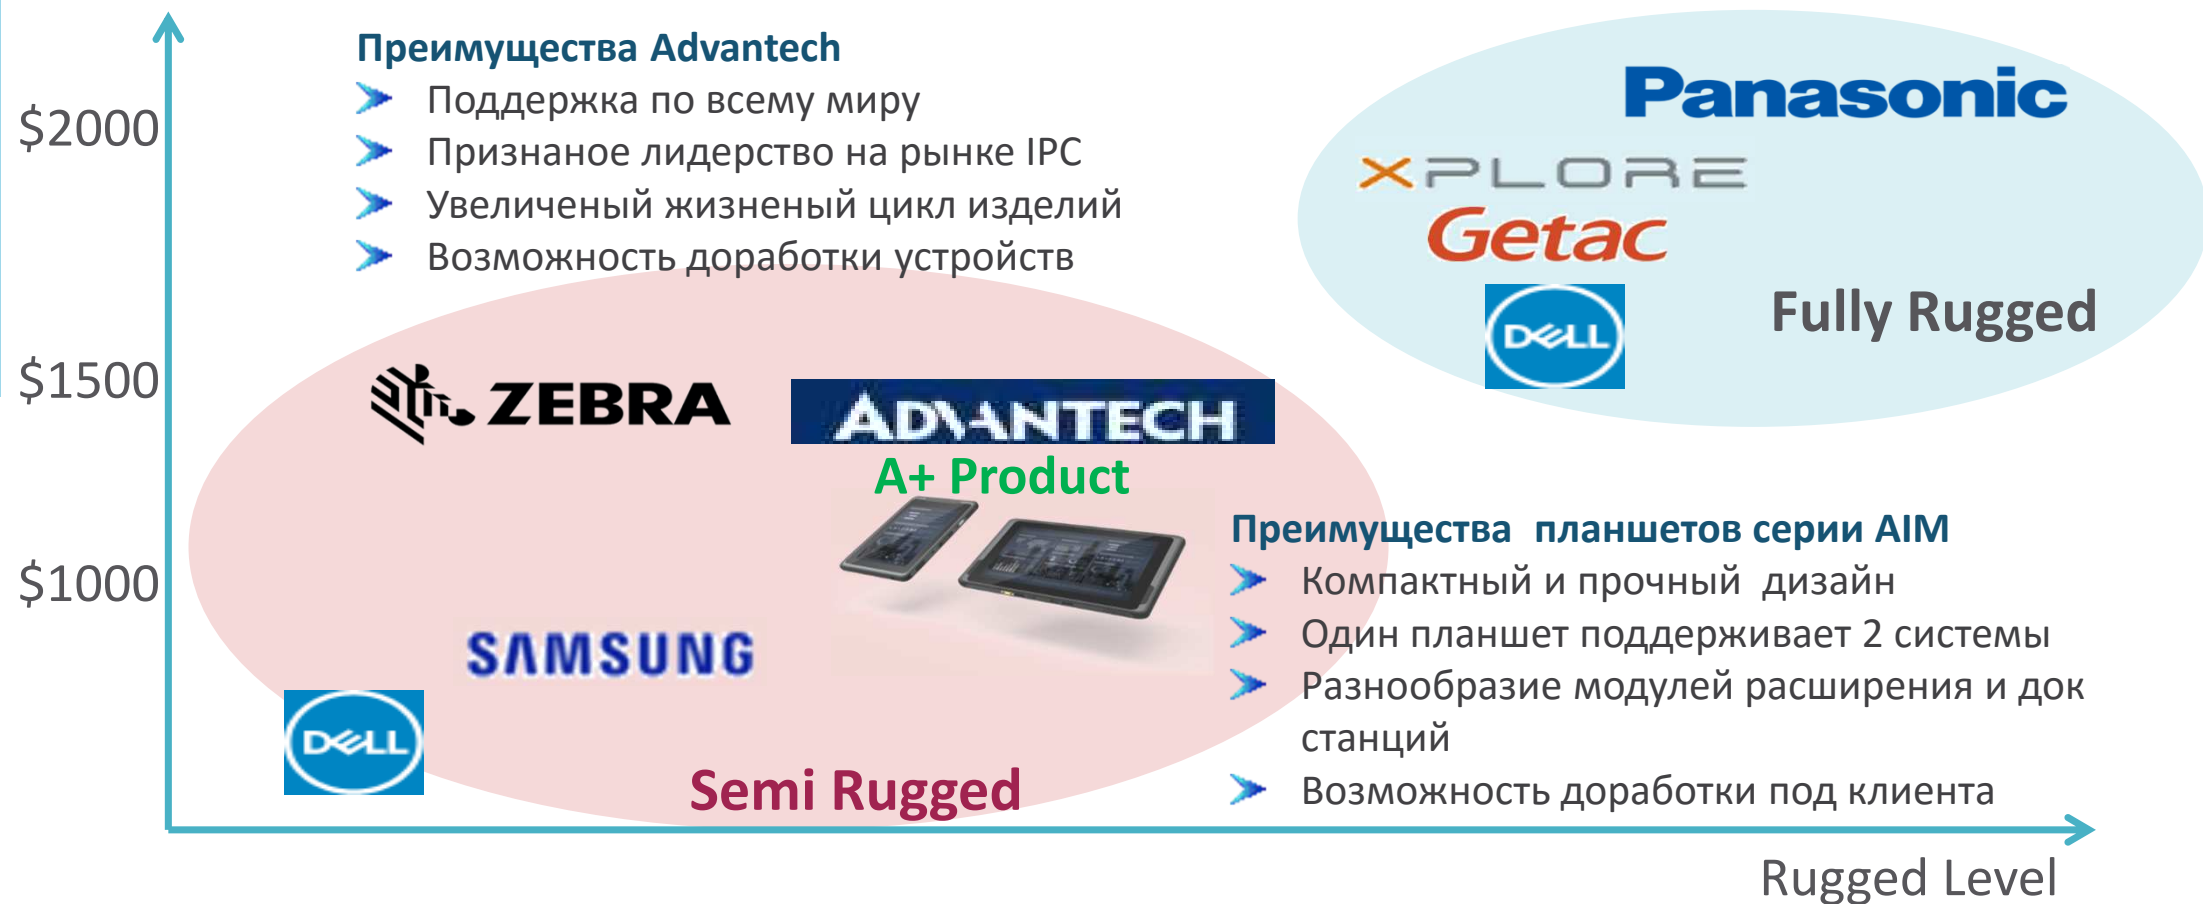 Преимущества Advantech
Поддержка по всему миру
Признаное лидерство на рынке IPC
Увеличеный жизненый цикл изделий
Возможность доработки устройств
$2000
$1500
$1000
Panasonic
XPLORE
Getac
DELL
Fully Rugged
ZEBRA
ADVANTECH
A+ Product
SAMSUNG
DELL
Semi Rugged
Преимущества планшетов серии AIM
Компактный и прочный дизайн
Один планшет поддерживает 2 системы
Разнообразие модулей расширения и док
станций
Возможность доработки под клиента
Rugged Level